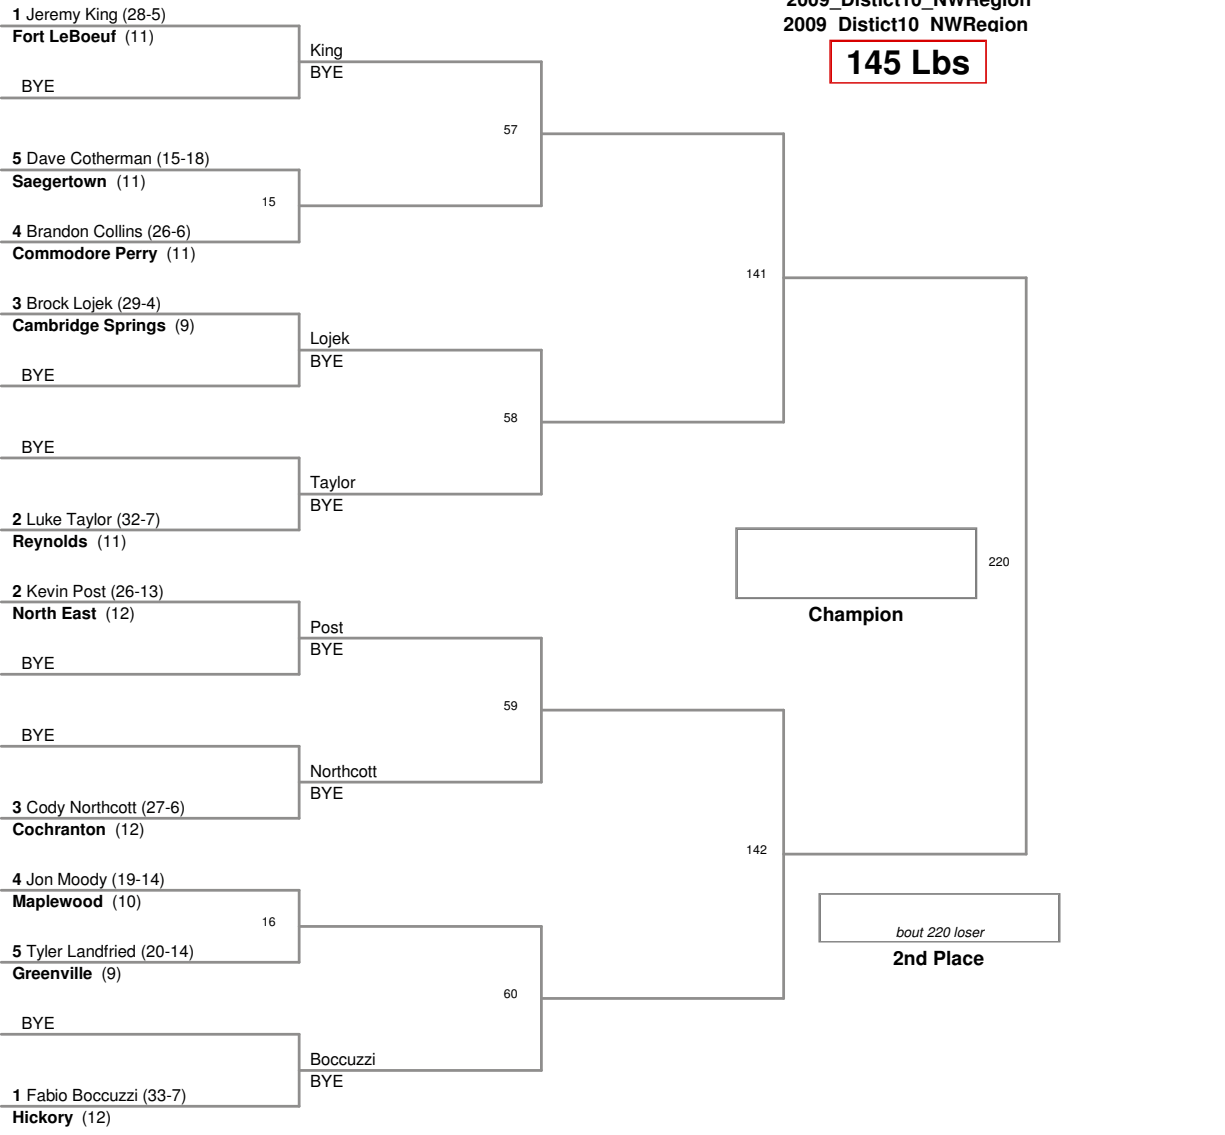 2009_Distict10_NWRegion
2009_Distict10_NWRegion
145 Lbs
1 Jeremy King (28-5)
Fort LeBoeuf (11)
King
BYE
BYE
57
5 Dave Cotherman (15-18)
Saegertown (11)
15
4 Brandon Collins (26-6)
Commodore Perry (11)
141
3 Brock Lojek (29-4)
Cambridge Springs (9)
Lojek
BYE
BYE
58
BYE
Taylor
BYE
2 Luke Taylor (32-7)
Reynolds (11)
220
Champion
2 Kevin Post (26-13)
North East (12)
Post
BYE
BYE
59
BYE
Northcott
BYE
3 Cody Northcott (27-6)
Cochranton (12)
142
4 Jon Moody (19-14)
Maplewood (10)
16
5 Tyler Landfried (20-14)
Greenville (9)
bout 220 loser
2nd Place
60
BYE
Boccuzzi
BYE
1 Fabio Boccuzzi (33-7)
Hickory (12)